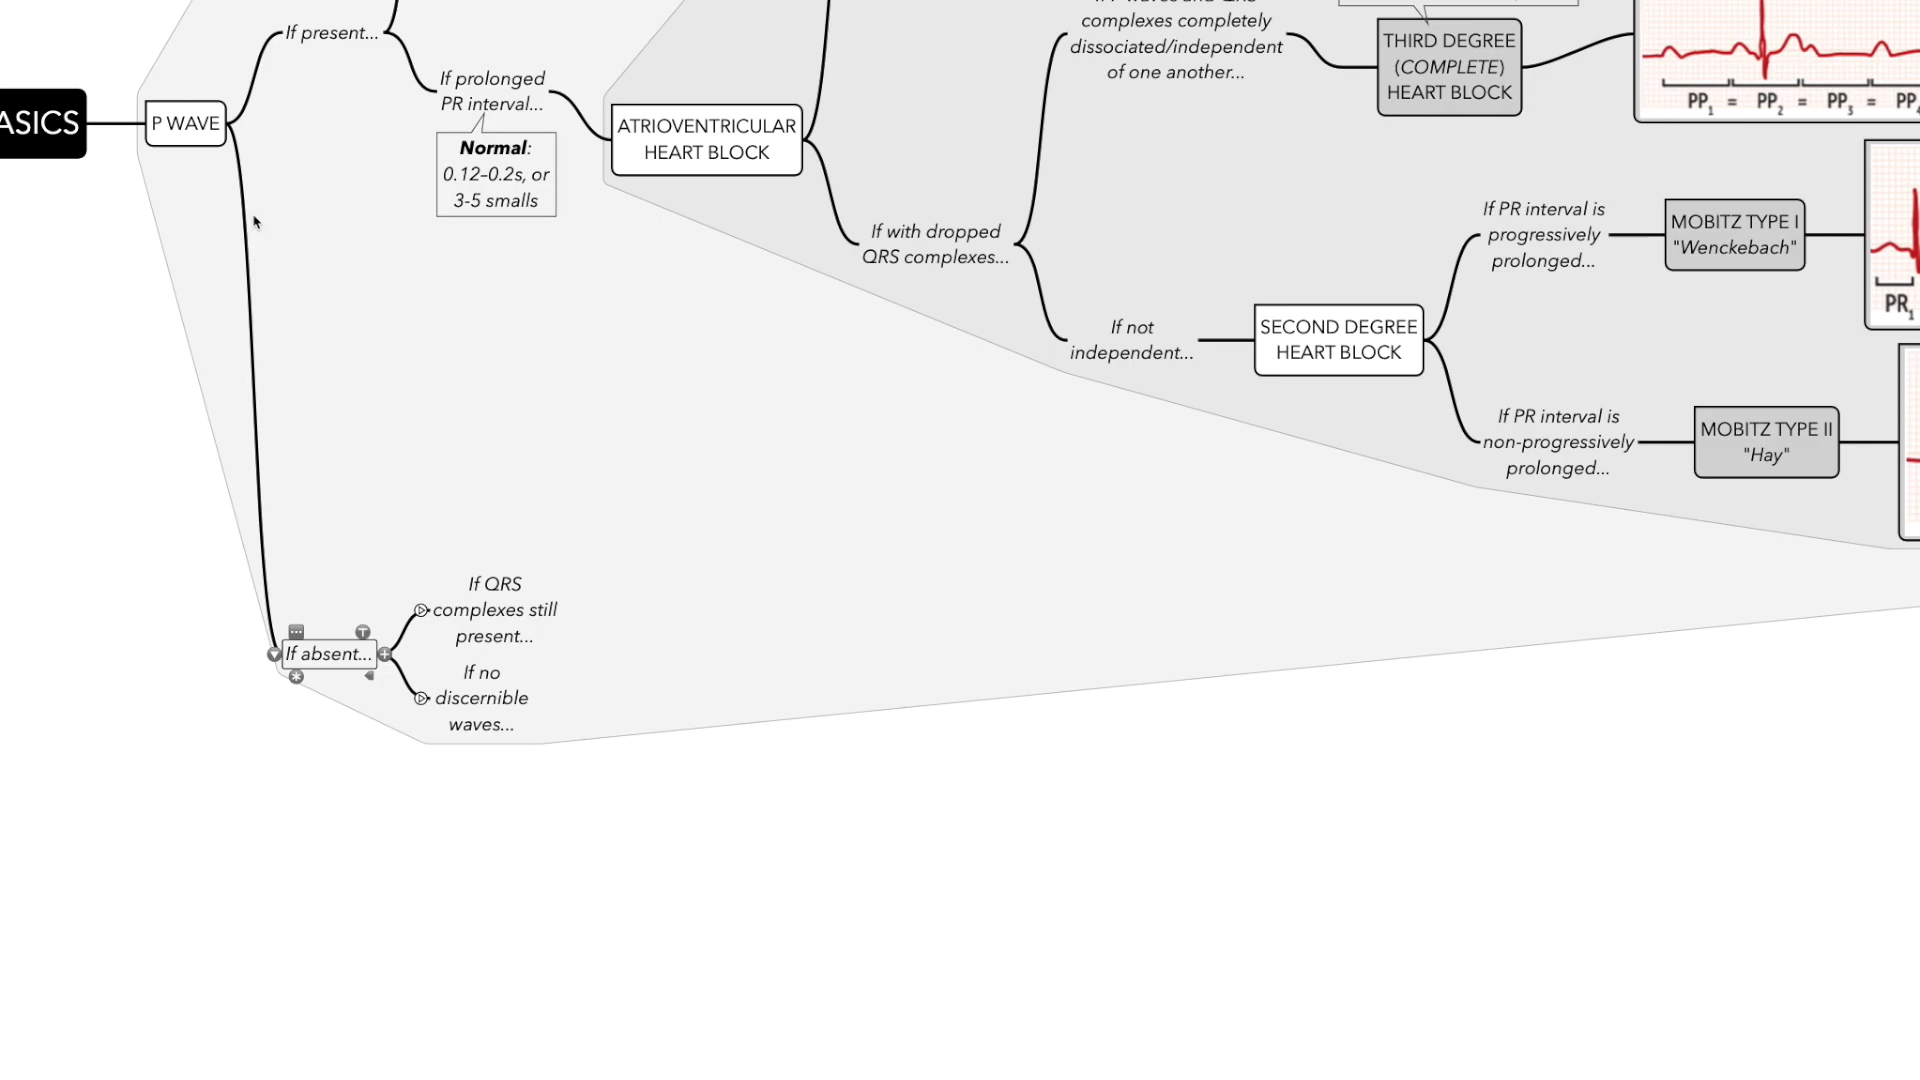 If present...
complexes completely
dissociated/independent
of one another...
THIRD DEGREE
(COMPLETE)
HEART BLOCK
PP1 = PP2 = PP3 = PP4
If prolonged
PR interval...
ASICS
P WAVE
ATRIOVENTRICULAR
HEART BLOCK
Normal:
0.12–0.2s, or
3-5 smalls
If with dropped
QRS complexes...
If PR interval is
progressively
prolonged...
MOBITZ TYPE I
"Wenckebach"
PR1
If not
independent...
SECOND DEGREE
HEART BLOCK
If PR interval is
non-progressively
prolonged...
MOBITZ TYPE II
"Hay"
If QRS
complexes still
present...
If absent...
If no
discernible
waves...